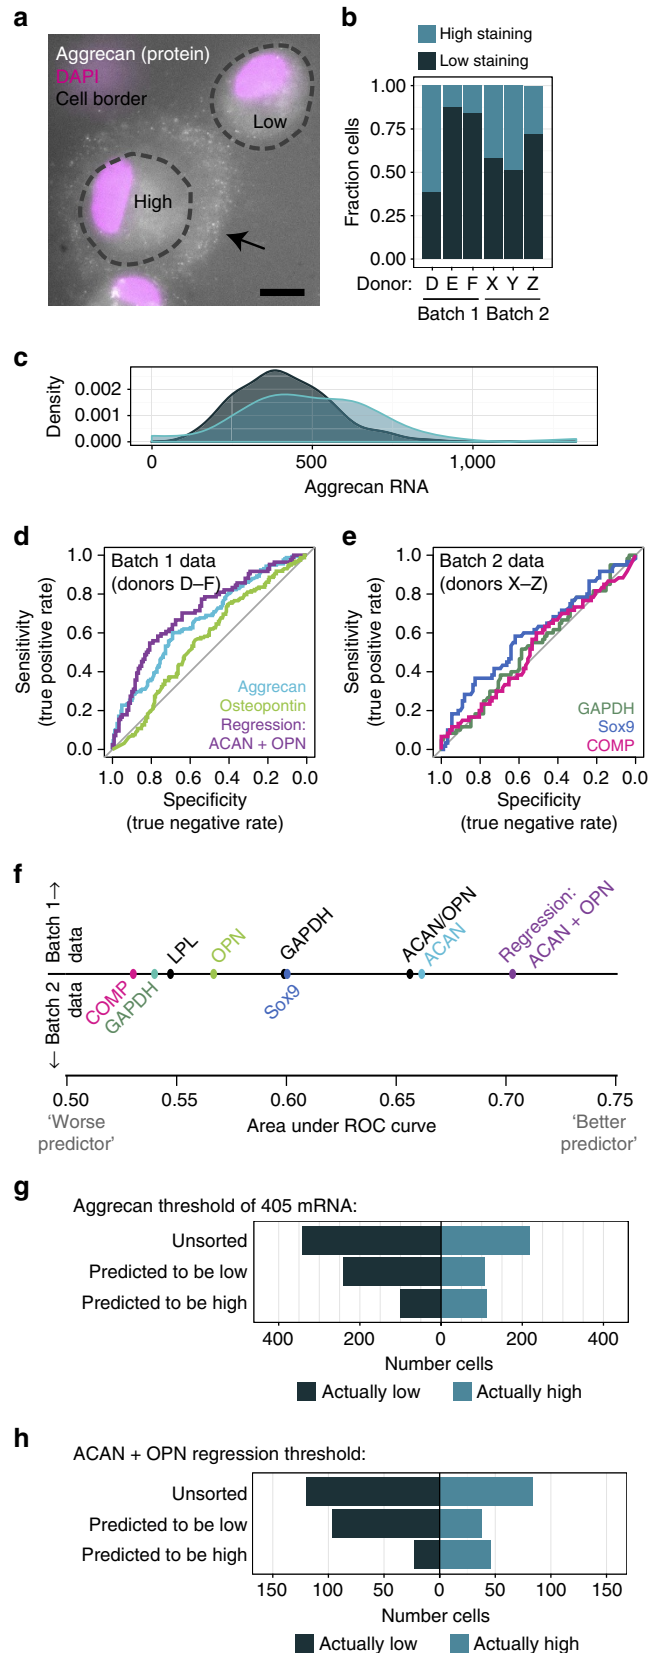 a
Aggrecan (protein)
DAPI
Cell border
Low
High
b
High staining
Low staining
Fraction cells
1.00
0.75
0.50
0.25
0.00
Donor: D E F X Y Z
Batch 1 Batch 2
c
Density
0.002
0.001
0.000
0 500 1,000
Aggrecan RNA
d
Batch 1 data
(donors D–F)
Sensitivity
(true positive rate)
1.0
0.8
0.6
0.4
0.2
0.0
Aggrecan
Osteopontin
Regression:
ACAN + OPN
1.0 0.8 0.6 0.4 0.2 0.0
Specificity
(true negative rate)
e
Batch 2 data
(donors X–Z)
Sensitivity
(true positive rate)
1.0
0.8
0.6
0.4
0.2
0.0
GAPDH
Sox9
COMP
1.0 0.8 0.6 0.4 0.2 0.0
Specificity
(true negative rate)
f
Batch 1→
data
← Batch 2
data
LPL
OPN
GAPDH
ACAN/OPN
ACAN
Regression:
ACAN + OPN
COMP
GAPDH
Sox9
0.50 0.55 0.60 0.65 0.70 0.75
'Worse
predictor'
Area under ROC curve
'Better
predictor'
g
Aggrecan threshold of 405 mRNA:
Unsorted
Predicted to be low
Predicted to be high
400 200 0 200 400
Number cells
Actually low Actually high
h
ACAN + OPN regression threshold:
Unsorted
Predicted to be low
Predicted to be high
150 100 50 0 50 100 150
Number cells
Actually low Actually high